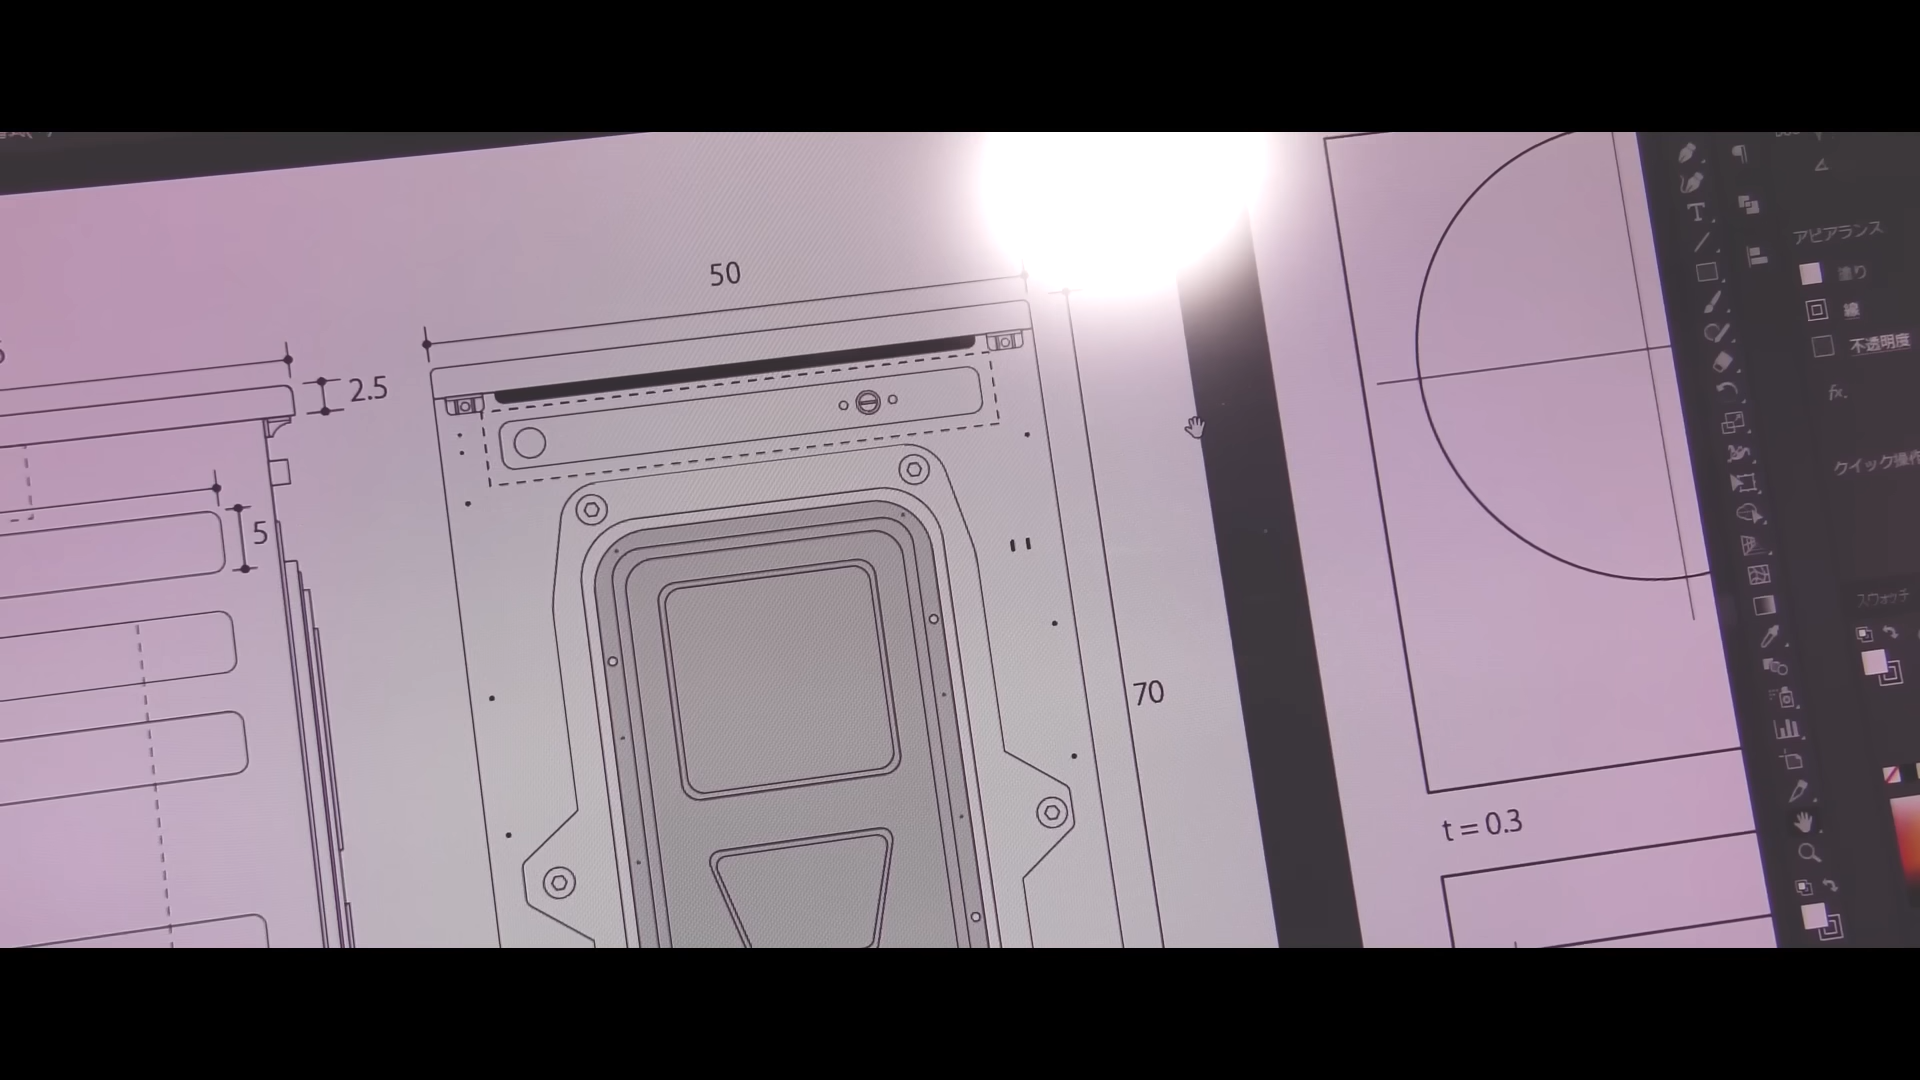 50
2.5
5
70
t = 0.3
T
アピアランス
塗り
線
不透明度
fx.
クイック操作
スウォッチ